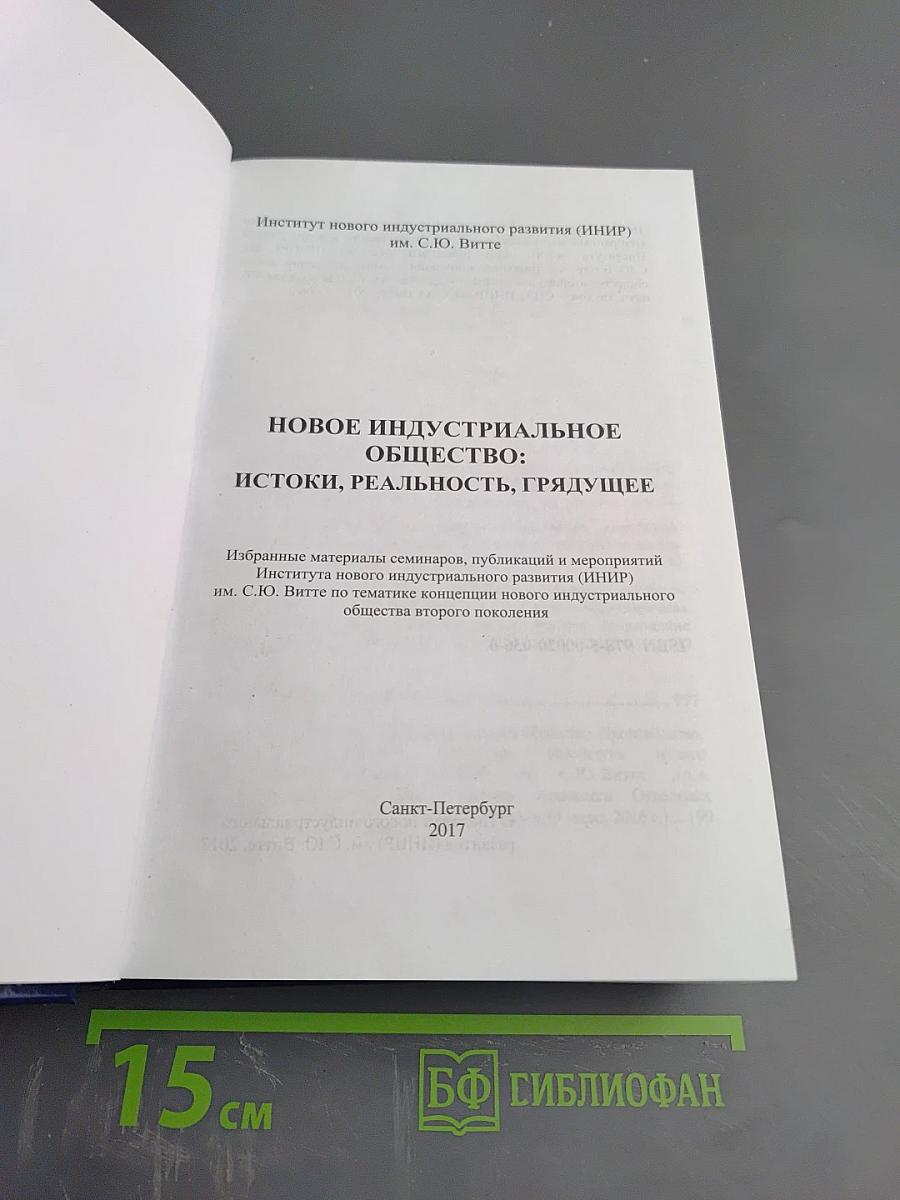 Институт нового индустриального развития (ИНИР)
им. С.Ю. Витте
НОВОЕ ИНДУСТРИАЛЬНОЕ
ОБЩЕСТВО:
ИСТОКИ, РЕАЛЬНОСТЬ, ГРЯДУЩЕЕ
Избранные материалы семинаров, публикаций и мероприятий
Института нового индустриального развития (ИНИР)
им. С.Ю. Витте по тематике концепции нового индустриального
общества второго поколения
Санкт-Петербург
2017
15 см
БФ БИБЛИОФАН